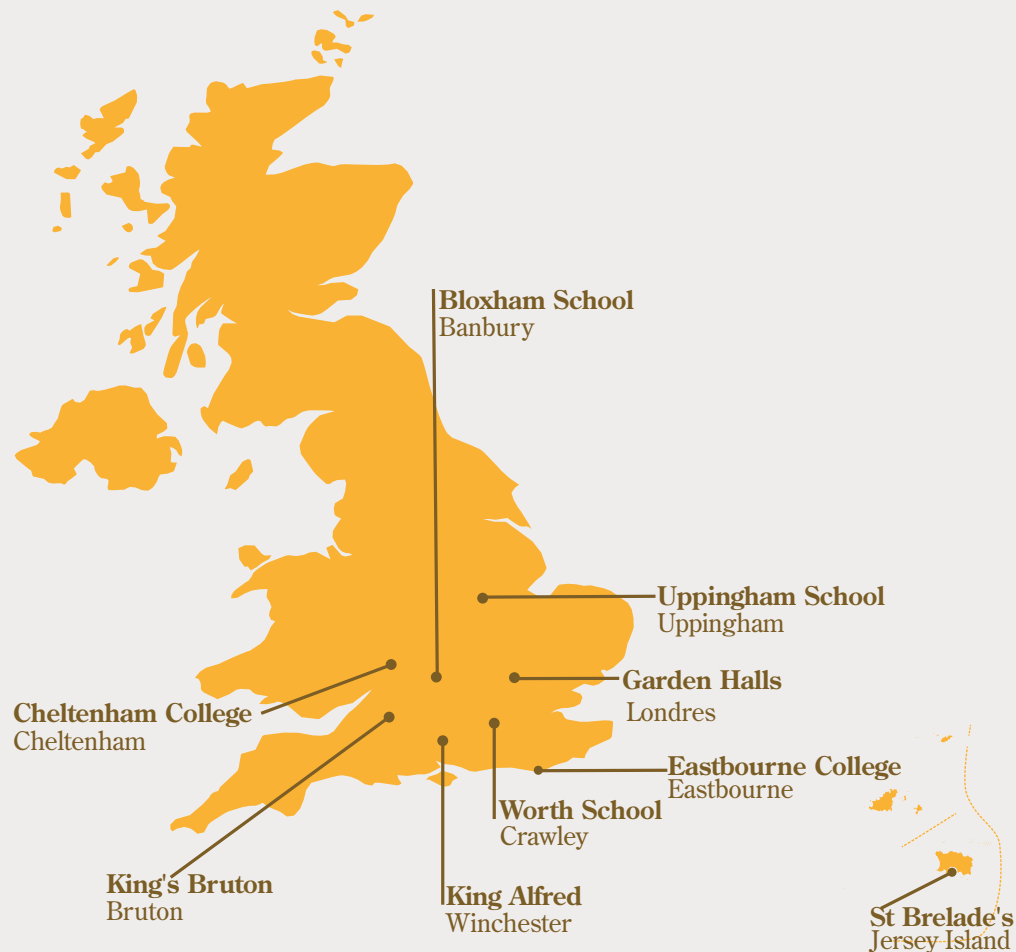 Bloxham School
Banbury
Uppingham School
Uppingham
Garden Halls
Londres
Cheltenham College
Cheltenham
Eastbourne College
Eastbourne
Worth School
Crawley
King's Bruton
Bruton
King Alfred
Winchester
St Brelade's
Jersey Island